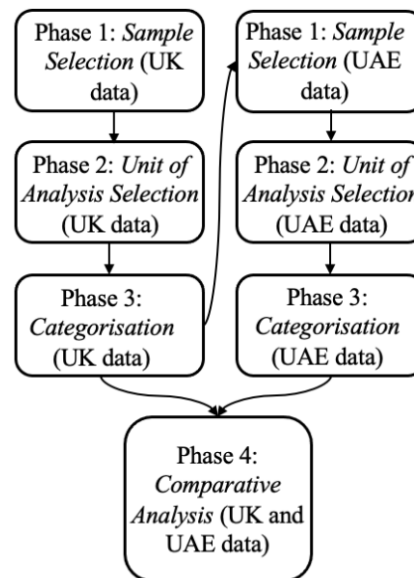 Phase 1: Sample
Selection (UK
data)
Phase 2: Unit of
Analysis Selection
(UK data)
Phase 3:
Categorisation
(UK data)
Phase 1: Sample
Selection (UAE
data)
Phase 2: Unit of
Analysis Selection
(UAE data)
Phase 3:
Categorisation
(UAE data)
Phase 4:
Comparative
Analysis (UK and
UAE data)